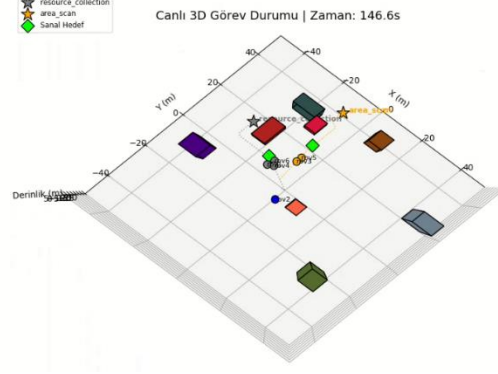 resource_collection
area_scan
Sanal Hedef
Canlı 3D Görev Durumu | Zaman: 146.6s
Y (m)
40
20
0
−20
−40
X (m)
−40
−20
0
20
40
Derinlik (m)
resource_collection
area_scan